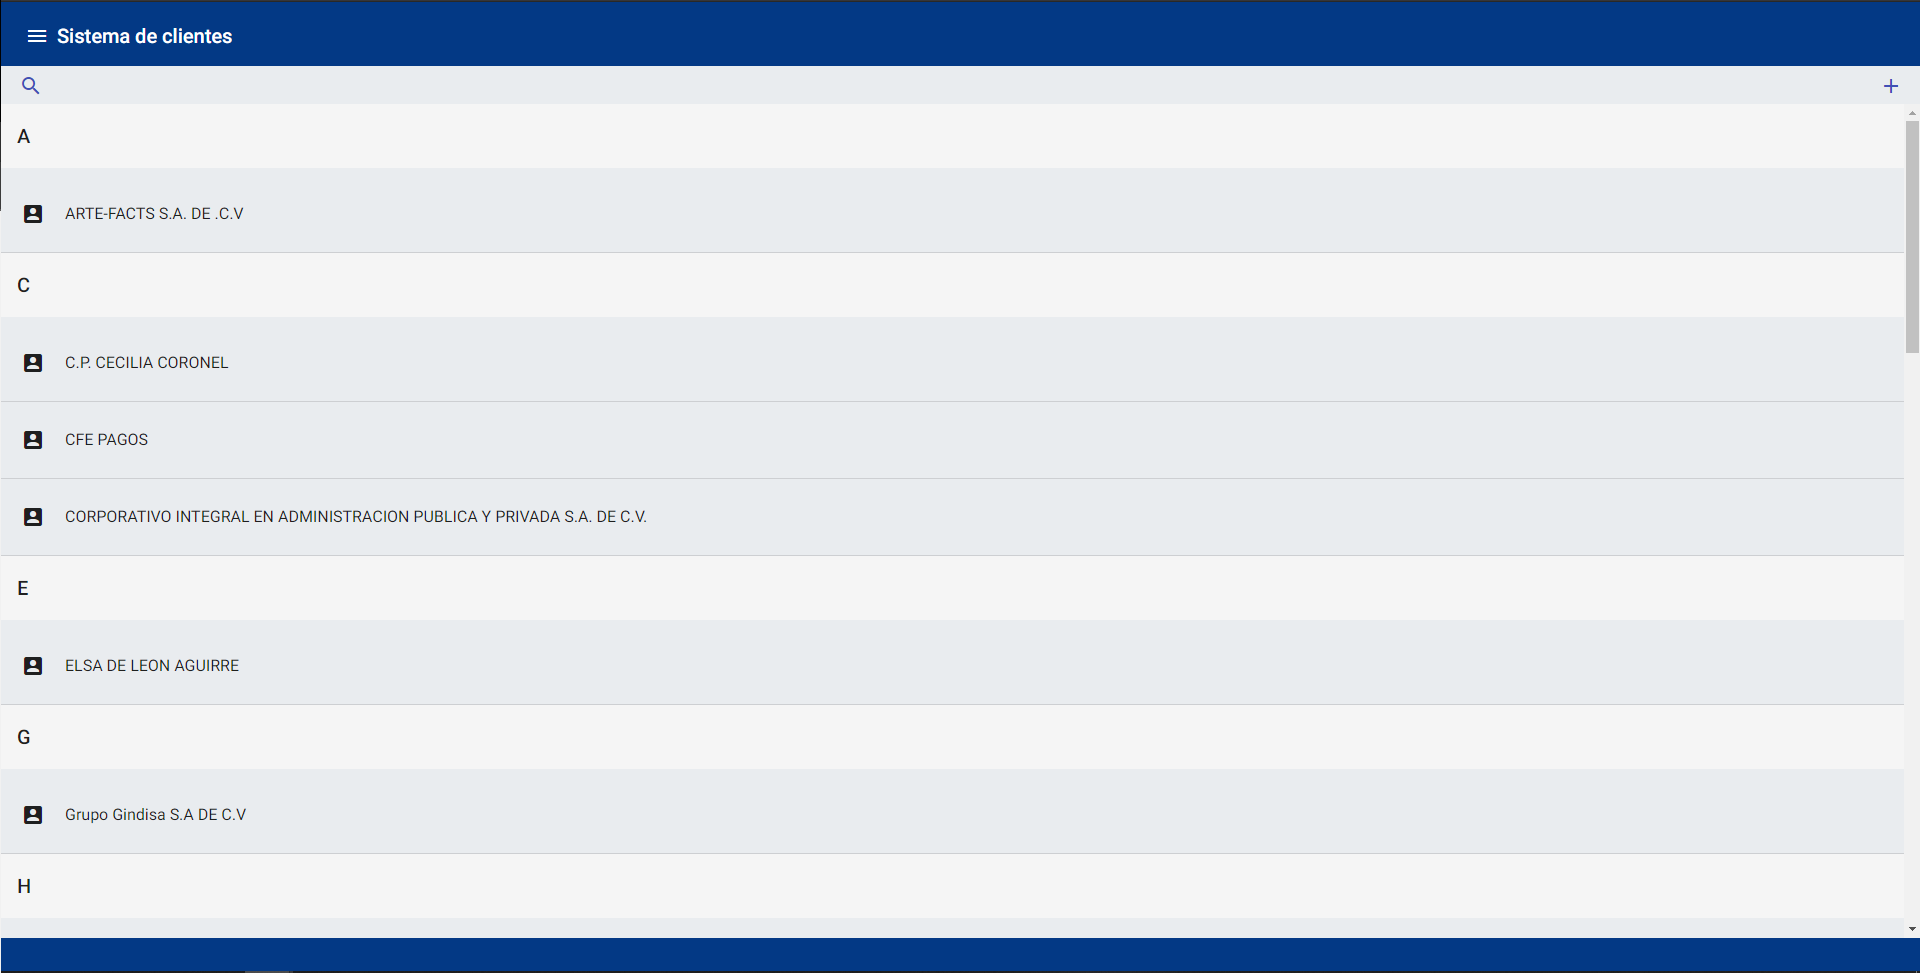 Sistema de clientes
A
ARTE-FACTS S.A. DE .C.V
C
C.P. CECILIA CORONEL
CFE PAGOS
CORPORATIVO INTEGRAL EN ADMINISTRACION PUBLICA Y PRIVADA S.A. DE C.V.
E
ELSA DE LEON AGUIRRE
G
Grupo Gindisa S.A DE C.V
H